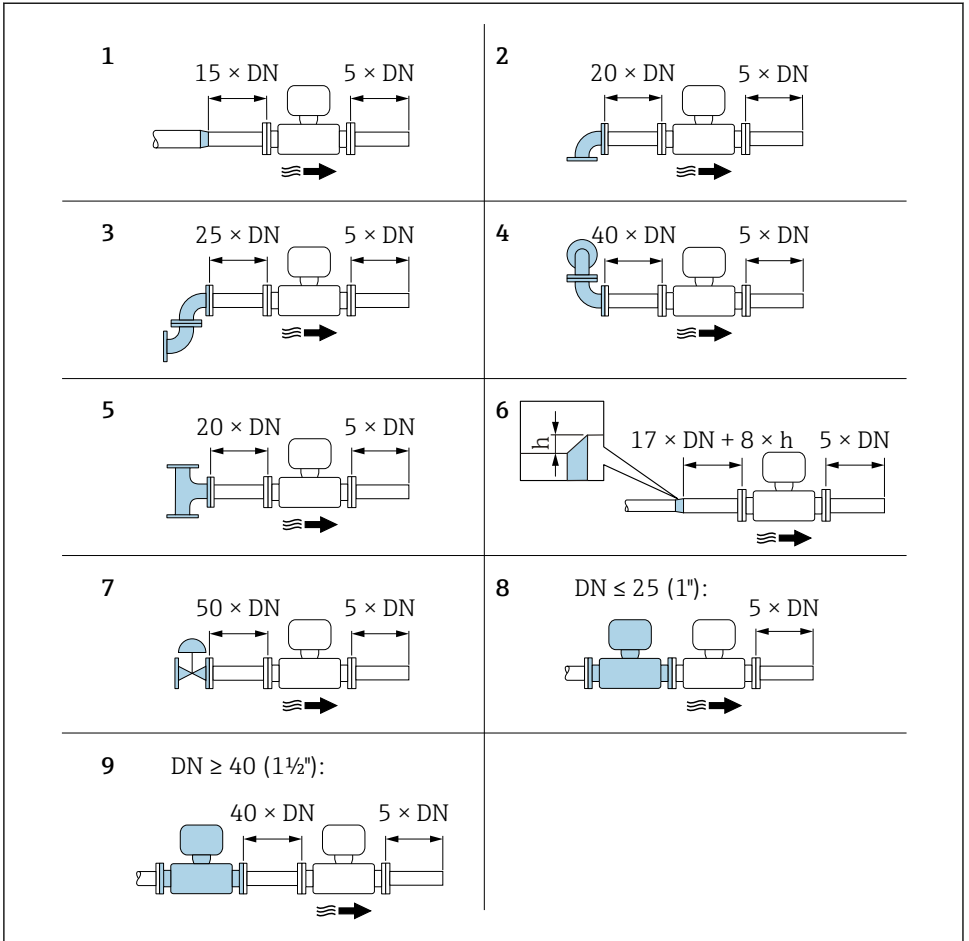 1
15 × DN 5 × DN
2
20 × DN 5 × DN
3
25 × DN 5 × DN
4
40 × DN 5 × DN
5
20 × DN 5 × DN
6
h
17 × DN + 8 × h 5 × DN
7
50 × DN 5 × DN
8 DN ≤ 25 (1"):
5 × DN
9 DN ≥ 40 (1½"):
40 × DN 5 × DN